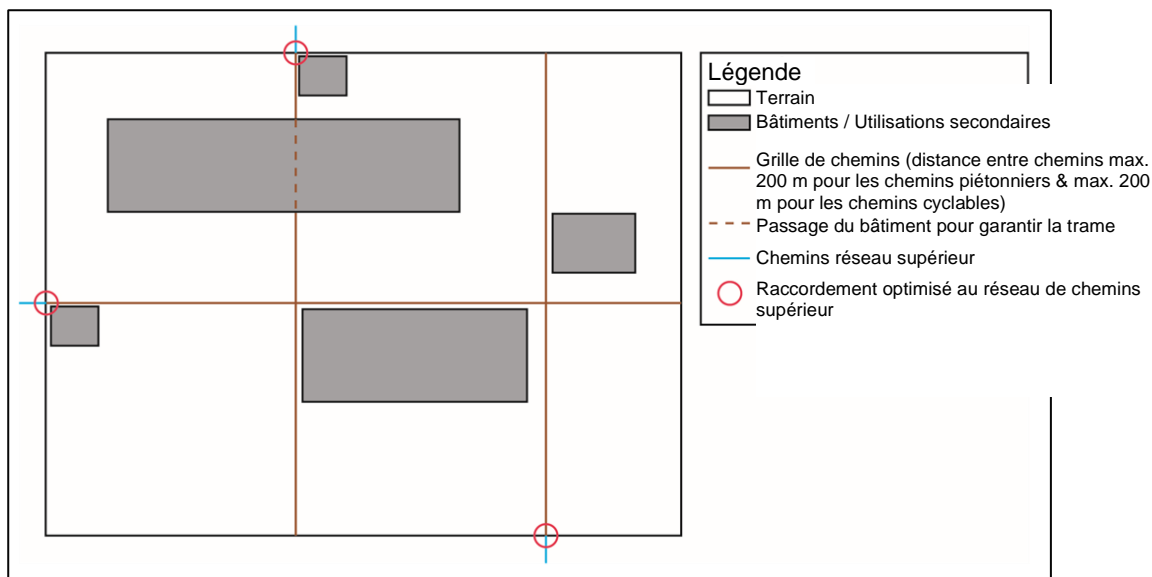 Légende
Terrain
Bâtiments / Utilisations secondaires
Grille de chemins (distance entre chemins max.
200 m pour les chemins piétonniers & max. 200
m pour les chemins cyclables)
Passage du bâtiment pour garantir la trame
Chemins réseau supérieur
Raccordement optimisé au réseau de chemins
supérieur